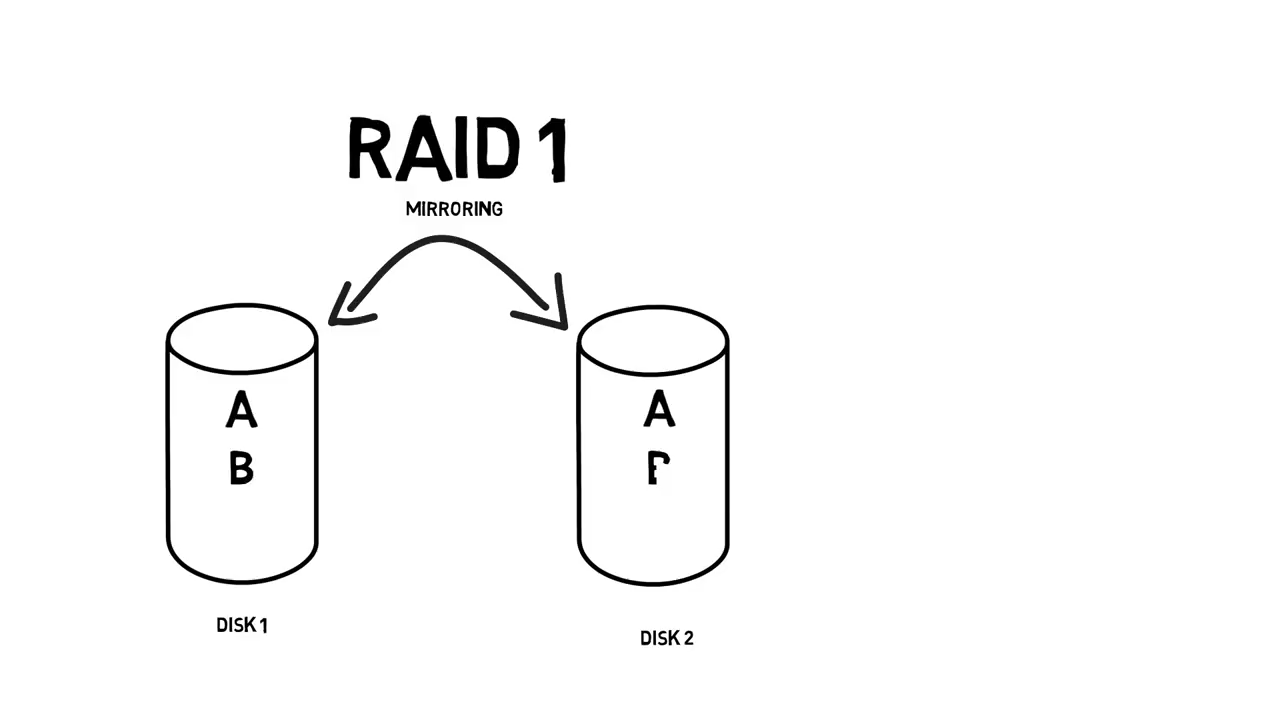 RAID 1
MIRRORING
A
B
A
DISK 1
DISK 2